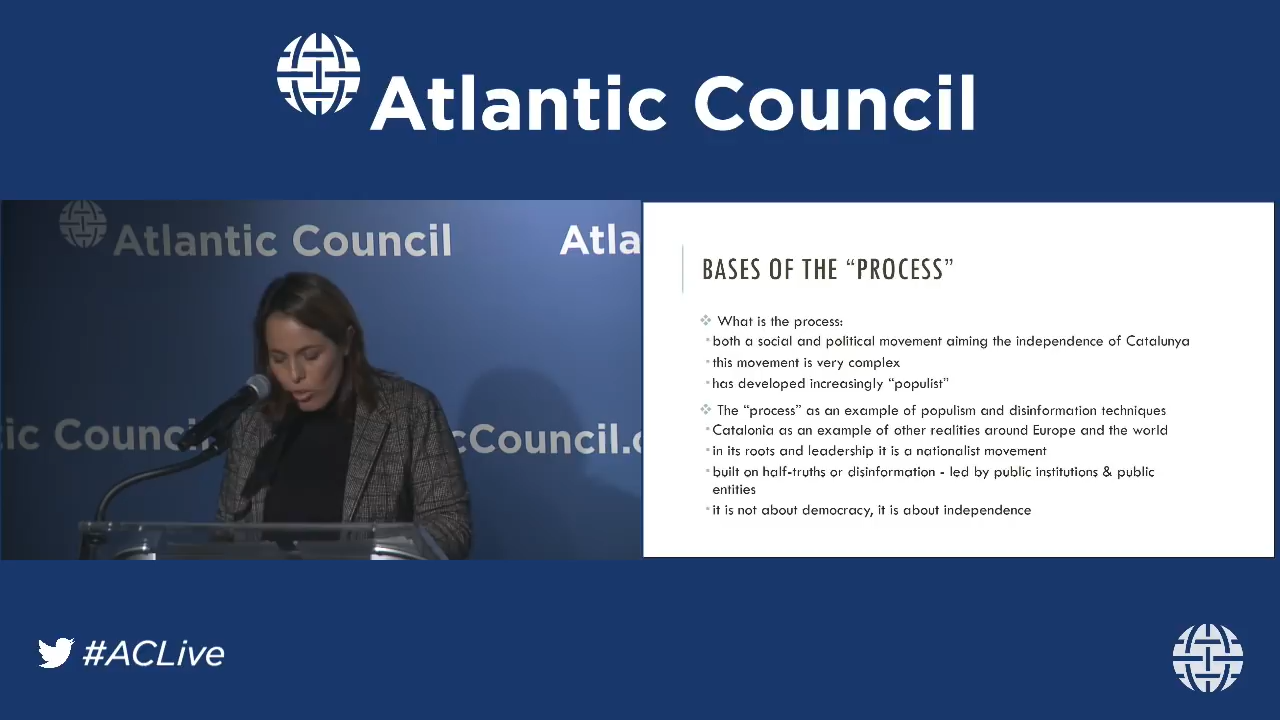 Atlantic Council
Atlantic Council
Atla
ic Counci
cCouncil.
BASES OF THE “PROCESS”
What is the process:
both a social and political movement aiming the independence of Catalunya
this movement is very complex
has developed increasingly “populist”
The “process” as an example of populism and disinformation techniques
Catalonia as an example of other realities around Europe and the world
in its roots and leadership it is a nationalist movement
built on half-truths or disinformation - led by public institutions & public
entities
it is not about democracy, it is about independence
#ACLive